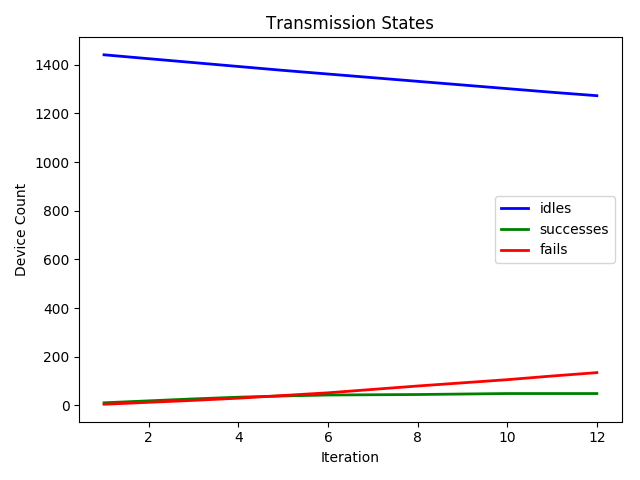 Transmission States
1400
1200
1000
800
600
400
200
0
Device Count
idles
successes
fails
2 4 6 8 10 12
Iteration